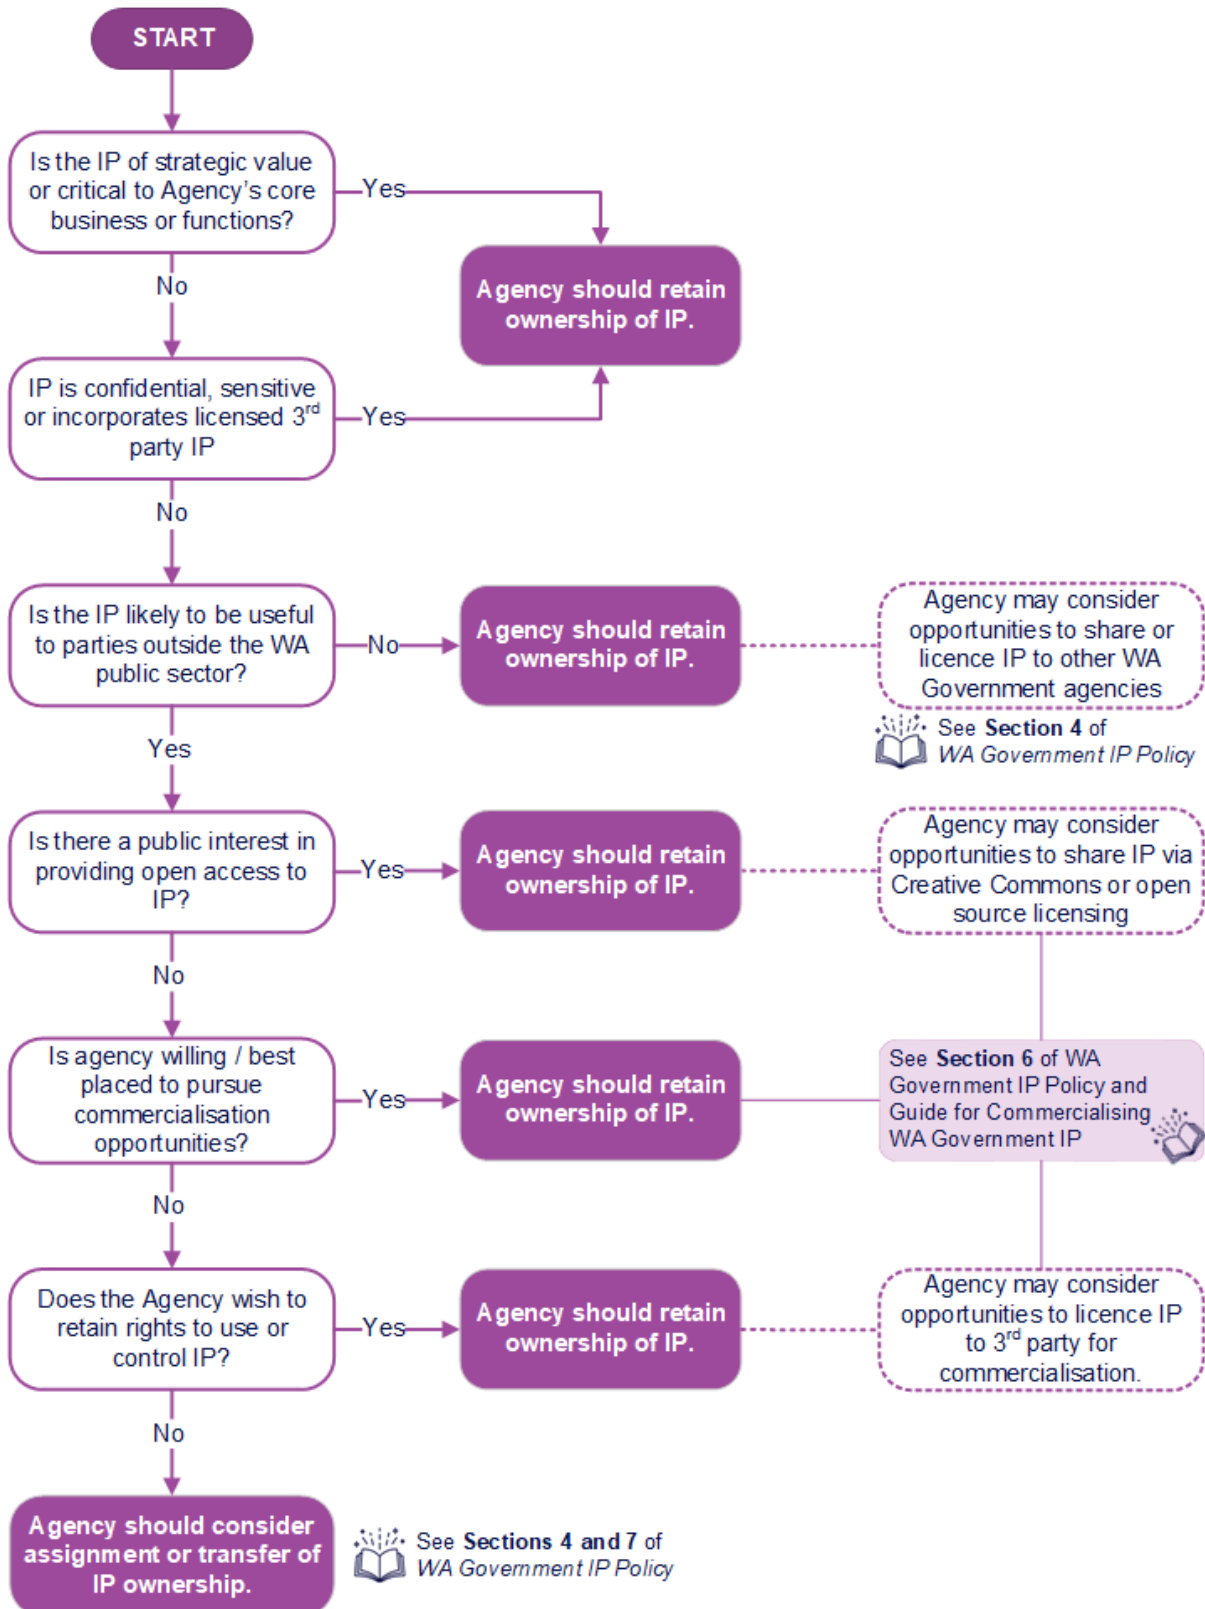 START
Is the IP of strategic value
or critical to Agency's core
business or functions?
Yes
Agency should retain
ownership of IP.
No
IP is confidential, sensitive
or incorporates licensed 3rd
party IP
Yes
No
Is the IP likely to be useful
to parties outside the WA
public sector?
No
Agency should retain
ownership of IP.
Agency may consider
opportunities to share or
licence IP to other WA
Government agencies
See Section 4 of
WA Government IP Policy
Yes
Is there a public interest in
providing open access to
IP?
Yes
Agency should retain
ownership of IP.
Agency may consider
opportunities to share IP via
Creative Commons or open
source licensing
No
Is agency willing / best
placed to pursue
commercialisation
opportunities?
Yes
Agency should retain
ownership of IP.
See Section 6 of WA
Government IP Policy and
Guide for Commercialising
WA Government IP
No
Does the Agency wish to
retain rights to use or
control IP?
Yes
Agency should retain
ownership of IP.
Agency may consider
opportunities to licence IP
to 3rd party for
commercialisation.
No
Agency should consider
assignment or transfer of
IP ownership.
See Sections 4 and 7 of
WA Government IP Policy